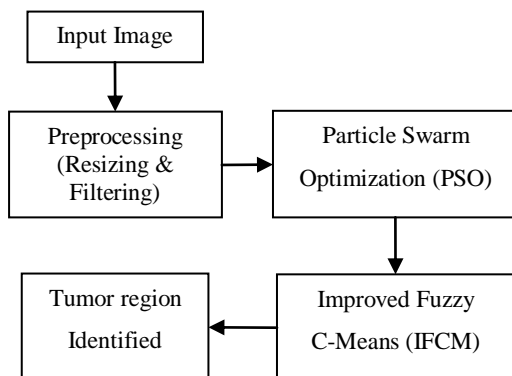 Input Image
Preprocessing
(Resizing &
Filtering)
Particle Swarm
Optimization (PSO)
Improved Fuzzy
C-Means (IFCM)
Tumor region
Identified